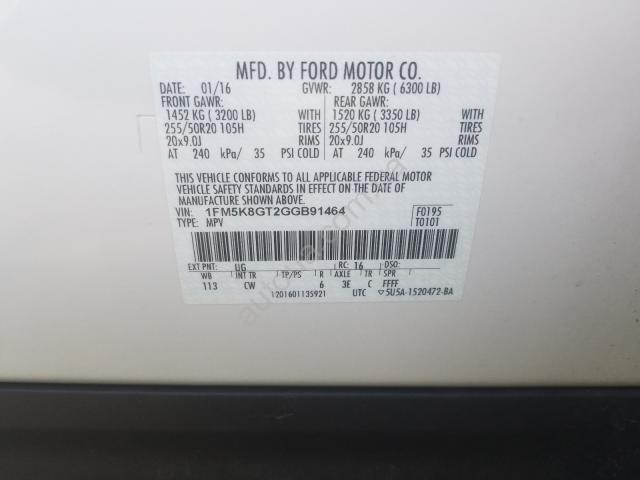 MFD. BY FORD MOTOR CO.
DATE: 01/16 GVWR: 2858 KG ( 6300 LB)
FRONT GAWR: REAR GAWR:
1452 KG ( 3200 LB) WITH 1520 KG ( 3350 LB) WITH
255/50R20 105H TIRES 255/50R20 105H TIRES
20x9.0J RIMS 20x9.0J RIMS
AT 240 kPa/ 35 PSI COLD AT 240 kPa/ 35 PSI COLD
THIS VEHICLE CONFORMS TO ALL APPLICABLE FEDERAL MOTOR
VEHICLE SAFETY STANDARDS IN EFFECT ON THE DATE OF
MANUFACTURE SHOWN ABOVE.
VIN: 1FM5K8GT2GGB91464 F0195
TYPE: MPV T0101
EXT PNT: UG RC: 16 DSO:
WB INT TR TP/PS R AXLE TR SPR
113 CW 6 3E C FFFF
1201601135921 UTC ▽5U5A-1520472-BA